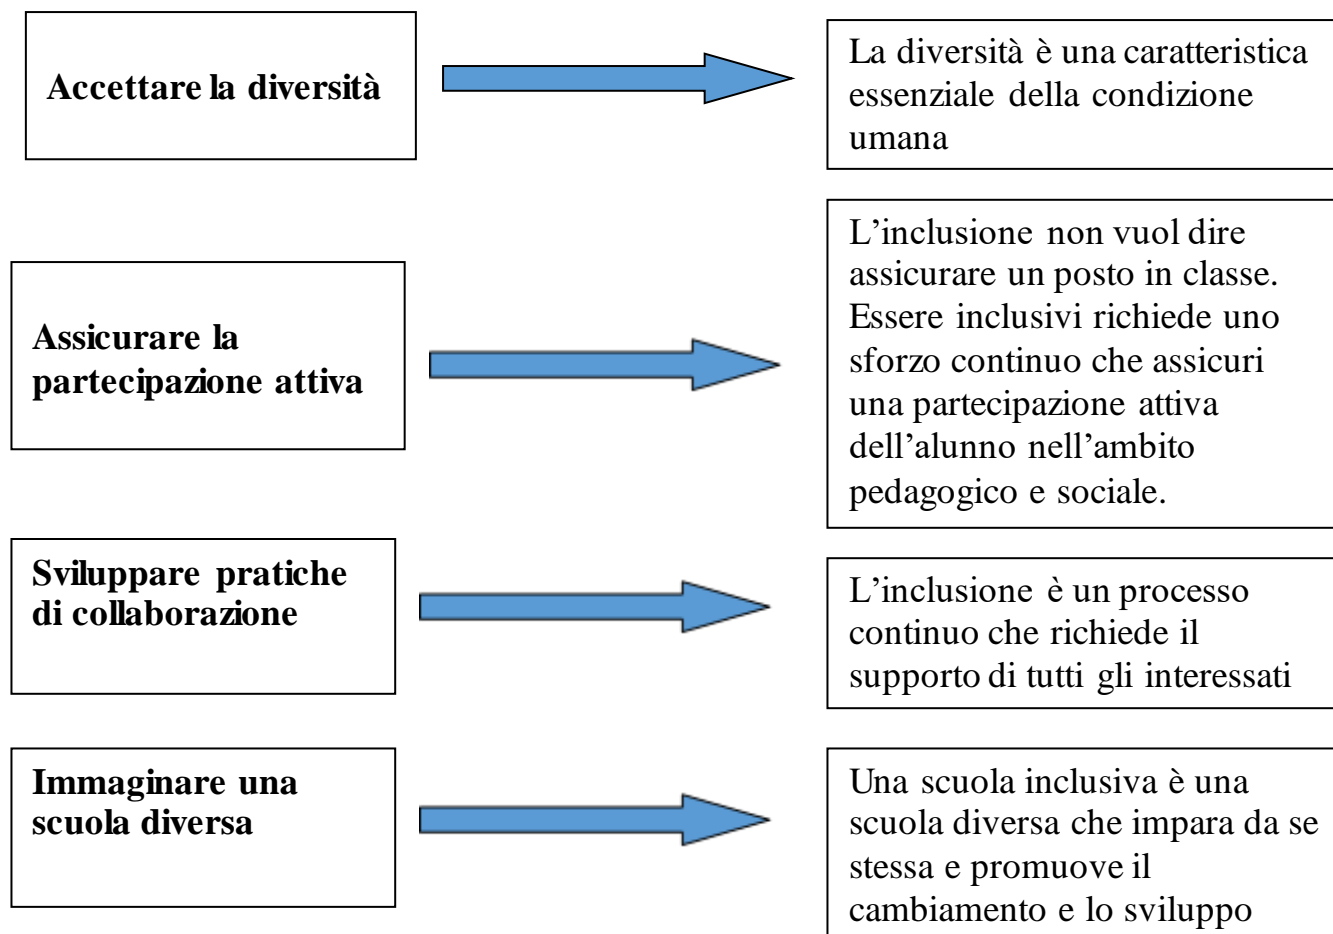 Accettare la diversità
La diversità è una caratteristica
essenziale della condizione
umana
Assicurare la
partecipazione attiva
L’inclusione non vuol dire
assicurare un posto in classe.
Essere inclusivi richiede uno
sforzo continuo che assicuri
una partecipazione attiva
dell’alunno nell’ambito
pedagogico e sociale.
Sviluppare pratiche
di collaborazione
L’inclusione è un processo
continuo che richiede il
supporto di tutti gli interessati
Immaginare una
scuola diversa
Una scuola inclusiva è una
scuola diversa che impara da se
stessa e promuove il
cambiamento e lo sviluppo